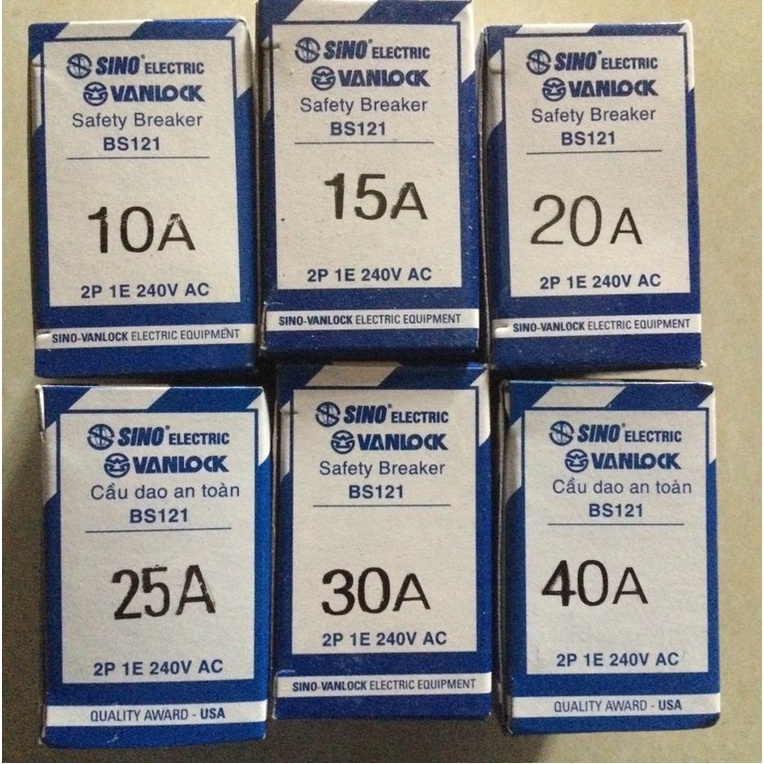 SINO ELECTRIC
VANLOCK
Safety Breaker
BS121
10A
2P 1E 240V AC
SINO-VANLOCK ELECTRIC EQUIPMENT
SINO® ELECTRIC
VANLOCK
Safety Breaker
BS121
15A
2P 1E 240V AC
SINO-VANLOCK ELECTRIC EQUIPMENT
SINO® ELECTRIC
VANLOCK
Safety Breaker
BS121
20A
2P 1E 240V AC
SINO-VANLOCK ELECTRIC EQUIPMENT
SINO® ELECTRIC
VANLOCK
Cầu dao an toàn
BS121
25A
2P 1E 240V AC
QUALITY AWARD - USA
SINO® ELECTRIC
VANLOCK
Safety Breaker
BS121
30A
2P 1E 240V AC
SINO-VANLOCK ELECTRIC EQUIPMENT
SINO® ELECTRIC
VANLOCK
Cầu dao an toàn
BS121
40A
2P 1E 240V AC
QUALITY AWARD - USA